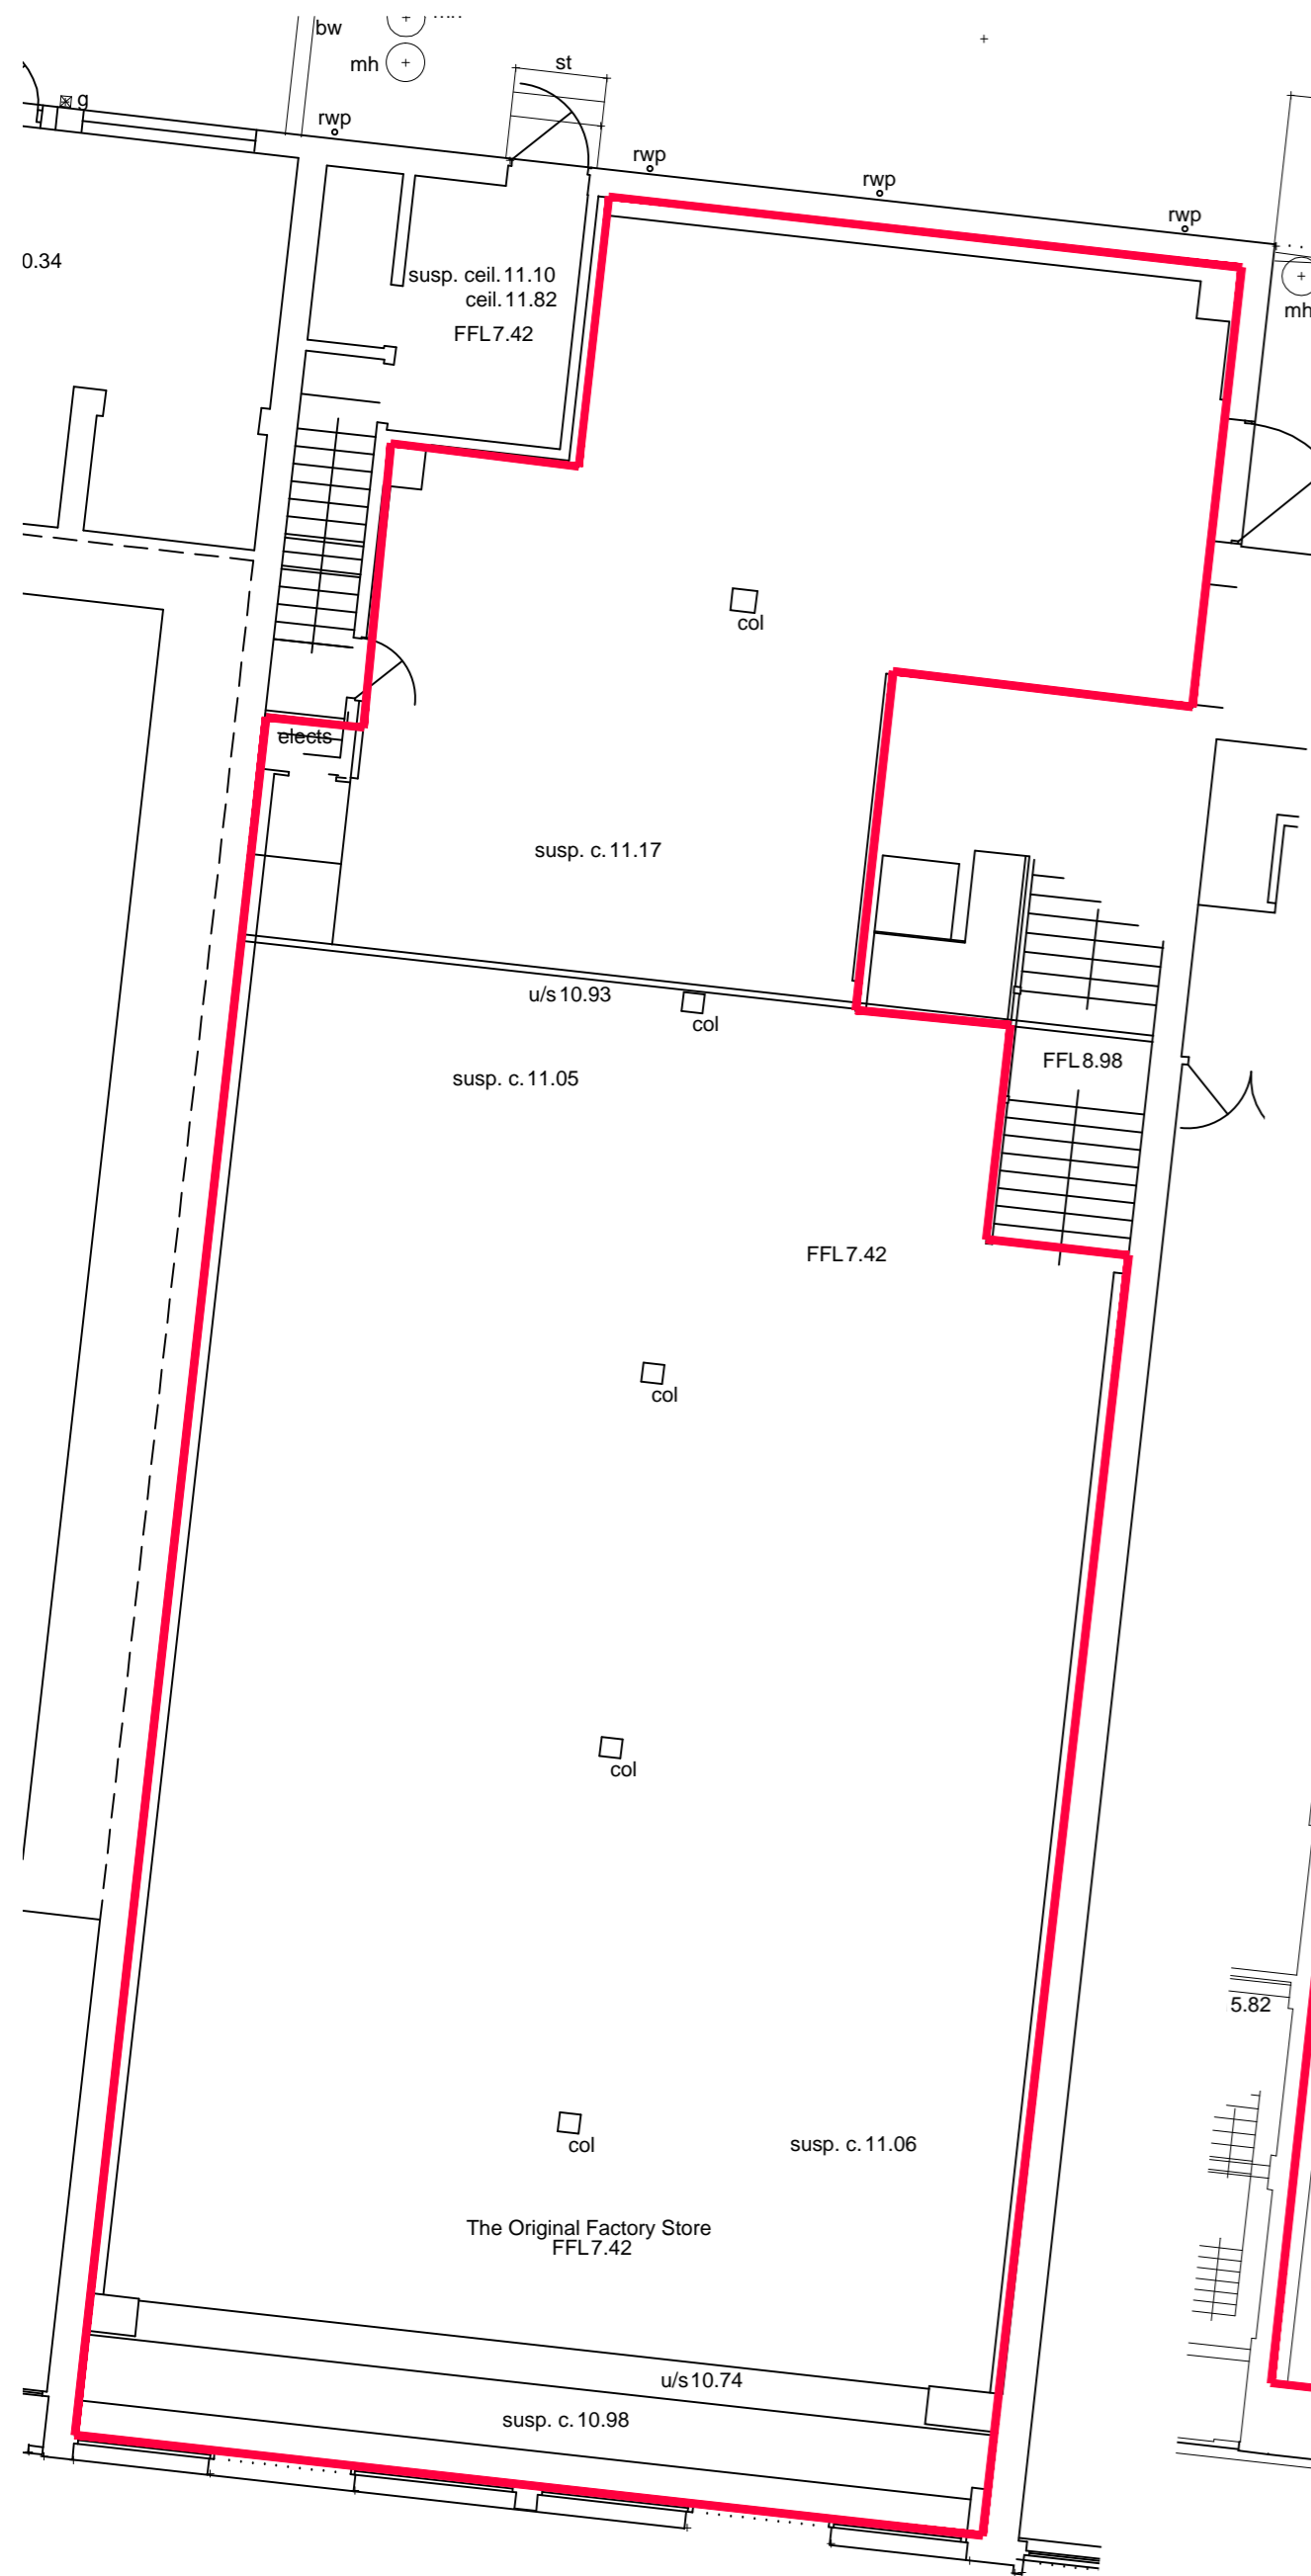 bw
mh
st
g
rwp
rwp
rwp
rwp
0.34
susp. ceil. 11.10
ceil. 11.82
FFL 7.42
mh
col
elects
susp. c. 11.17
u/s 10.93
col
FFL 8.98
susp. c. 11.05
FFL 7.42
col
col
5.82
col
susp. c. 11.06
The Original Factory Store
FFL 7.42
u/s 10.74
susp. c. 10.98